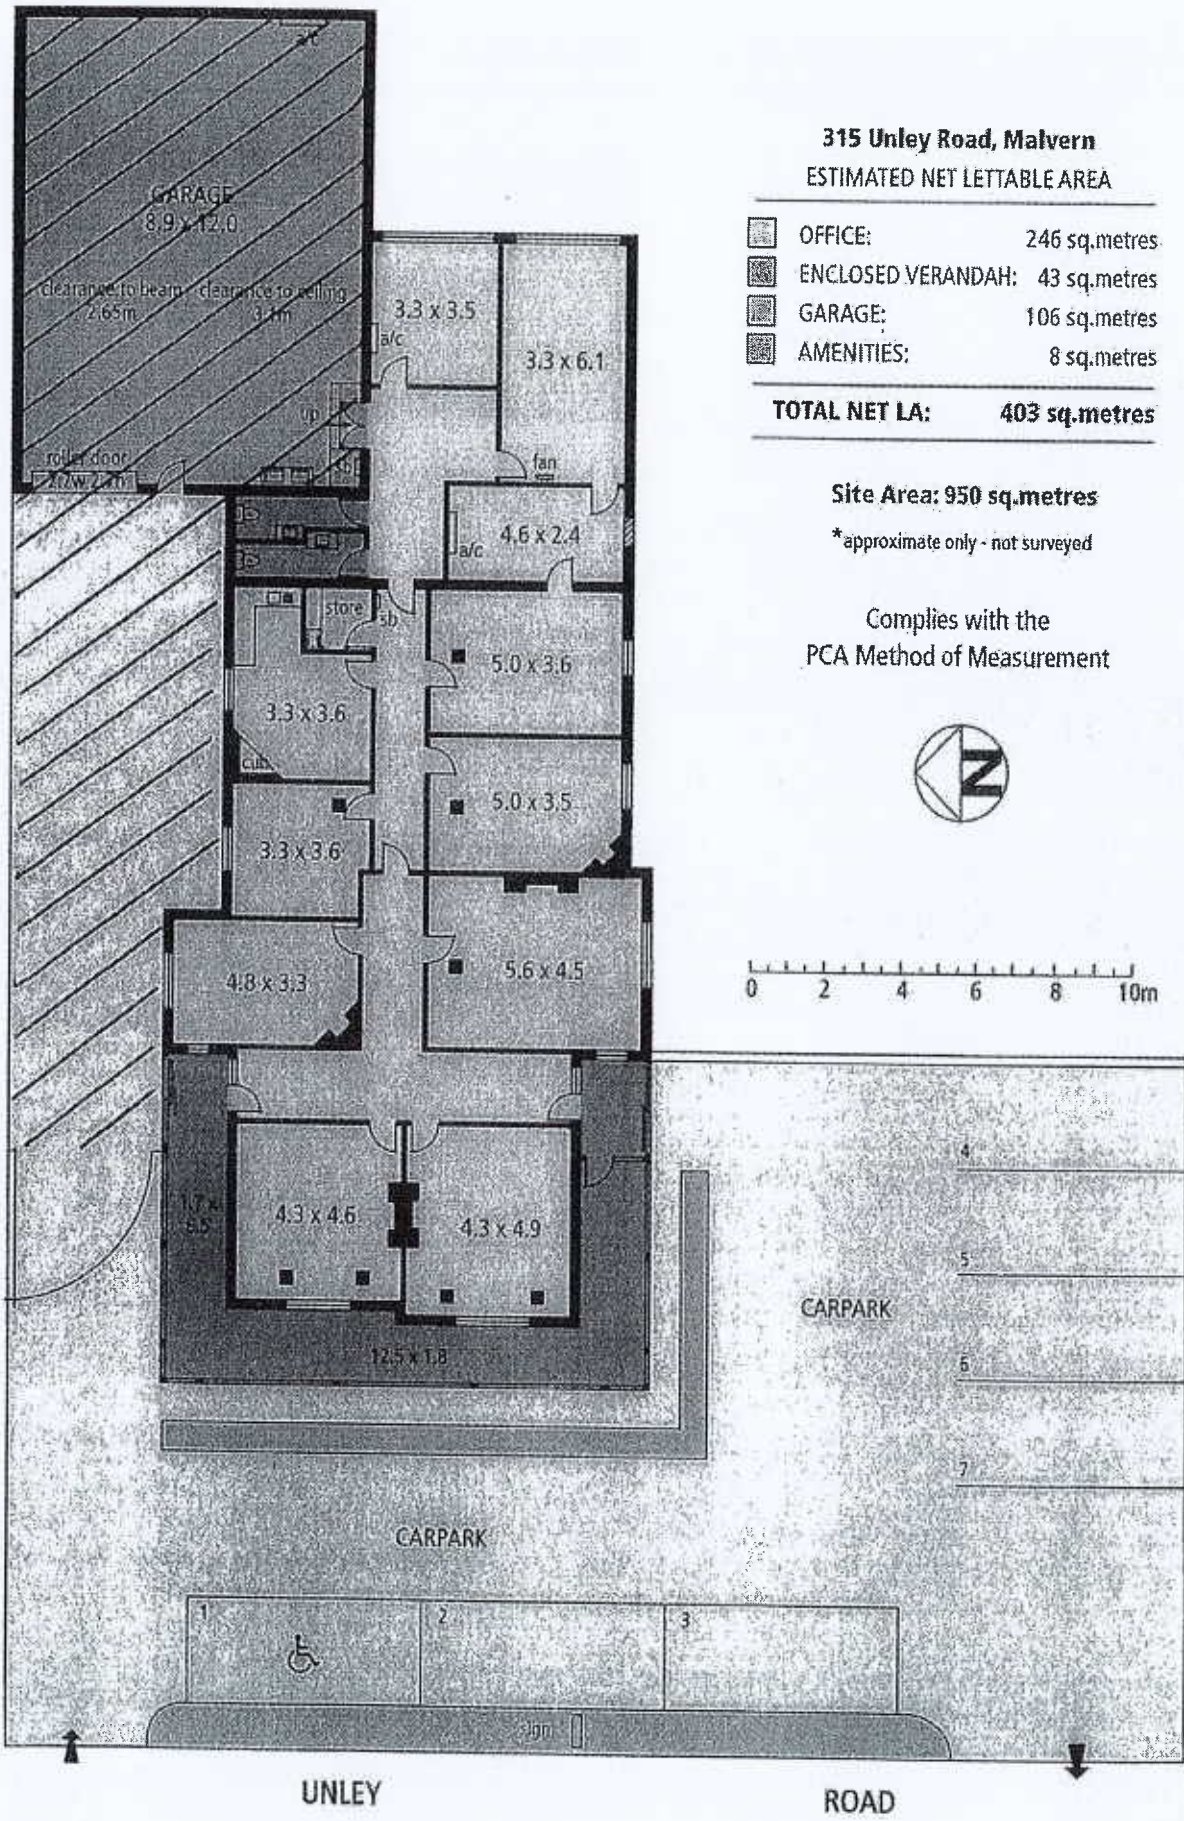 a/c
GARAGE
8.9 x 12.0
clearance to beam
2.65m
clearance to ceiling
up
sb
roller door
2.2w 2.2h
3.3 x 3.5
a/c
3.3 x 6.1
fan
4.6 x 2.4
a/c
store
sb
5.0 x 3.6
3.3 x 3.6
cub
5.0 x 3.5
3.3 x 3.6
4.8 x 3.3
5.6 x 4.5
1.7 x
6.5
4.3 x 4.6
4.3 x 4.9
12.5 x 1.8
315 Unley Road, Malvern
ESTIMATED NET LETTABLE AREA
OFFICE: 246 sq.metres
ENCLOSED VERANDAH: 43 sq.metres
GARAGE: 106 sq.metres
AMENITIES: 8 sq.metres
TOTAL NET LA: 403 sq.metres
Site Area: 950 sq.metres
*approximate only - not surveyed
Complies with the
PCA Method of Measurement
N
0 2 4 6 8 10m
4
5
6
7
CARPARK
CARPARK
1
2
3
sign
UNLEY ROAD